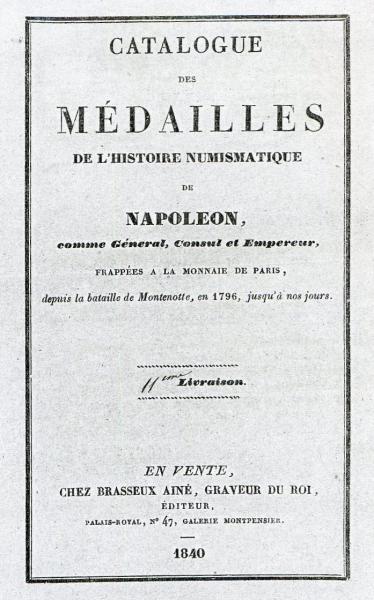 CATALOGUE
DES
MÉDAILLES
DE L'HISTOIRE NUMISMATIQUE
DE
NAPOLEON,
comme Général, Consul et Empereur,
FRAPPÉES A LA MONNAIE DE PARIS,
depuis la bataille de Montenotte, en 1796, jusqu'à nos jours.
11eme Livraison.
EN VENTE,
CHEZ BRASSEUX AINÉ, GRAVEUR DU ROI,
ÉDITEUR,
PALAIS-ROYAL, N° 47, GALERIE MONTPENSIER.
1840